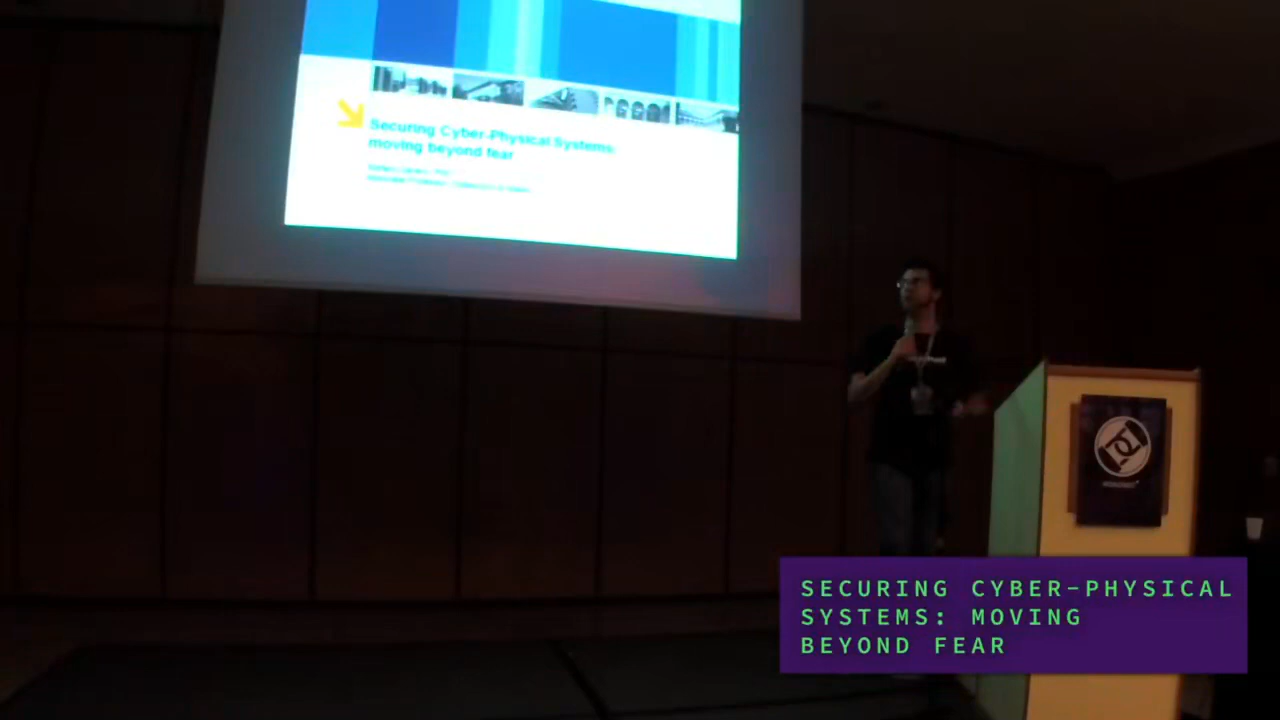 Securing Cyber-Physical Systems:
moving beyond fear
SECURING CYBER-PHYSICAL
SYSTEMS: MOVING
BEYOND FEAR